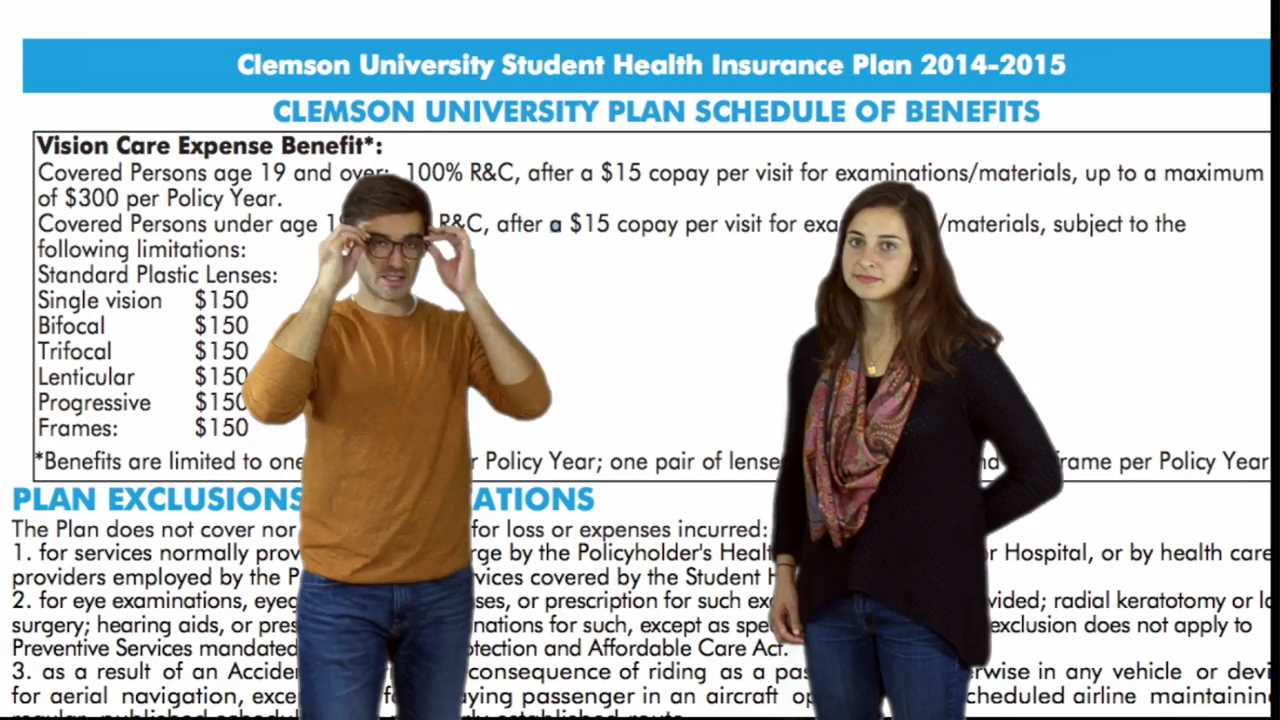 Clemson University Student Health Insurance Plan 2014-2015
CLEMSON UNIVERSITY PLAN SCHEDULE OF BENEFITS
Vision Care Expense Benefit*:
Covered Persons age 19 and over: 100% R&C, after a $15 copay per visit for examinations/materials, up to a maximum
of $300 per Policy Year.
Covered Persons under age R&C, after a $15 copay per visit for /materials, subject to the
following limitations:
Standard Plastic Lenses:
Single vision $150
Bifocal $150
Trifocal $150
Lenticular $150
Progressive $150
Frames: $150
*Benefits are limited to one r Policy Year; one pair of lense frame per Policy Year
PLAN EXCLUSIONS ATIONS
The Plan does not cover nor for loss or expenses incurred:
1. for services normally prov rge by the Policyholder's Healt or Hospital, or by health care
providers employed by the P vices covered by the Student H
2. for eye examinations, eyeg ses, or prescription for such exa vided; radial keratotomy or la
surgery; hearing aids, or pres nations for such, except as spe exclusion does not apply to
Preventive Services mandated otection and Affordable Care Act.
3. as a result of an Acciden consequence of riding as a pas erwise in any vehicle or devi
for aerial navigation, exce aying passenger in an aircraft op scheduled airline maintainin